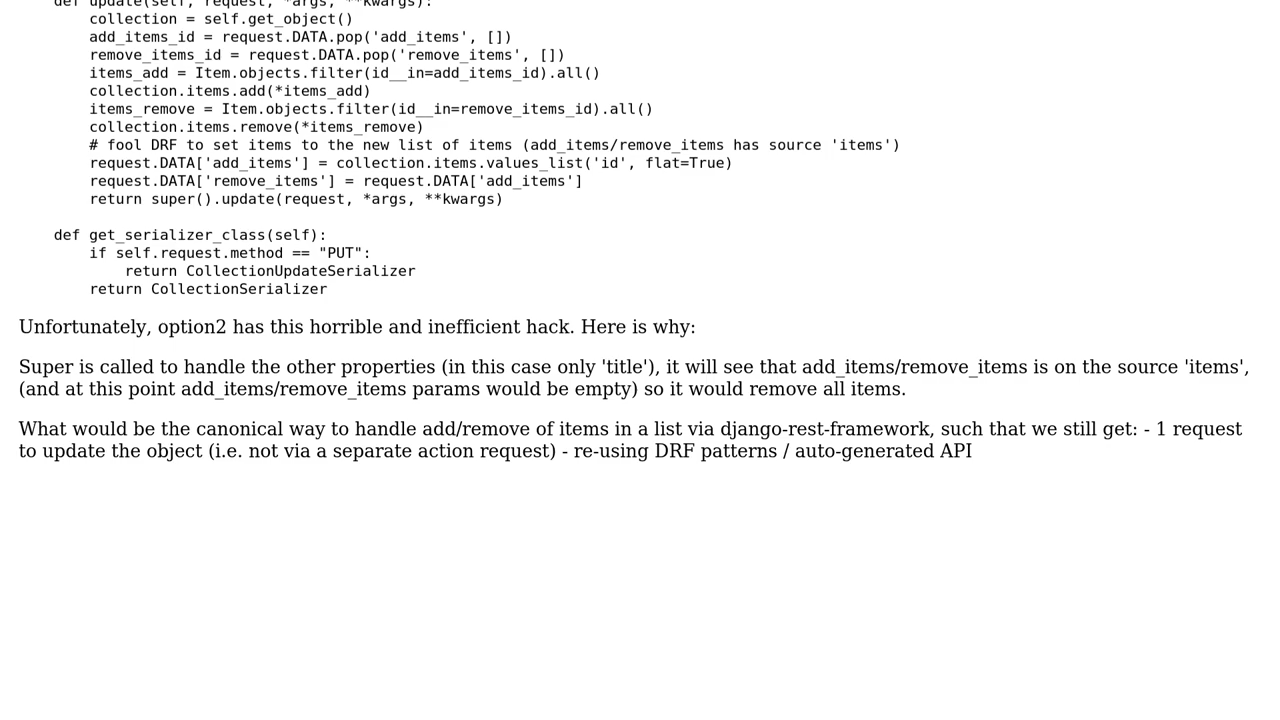 def update(self, request, *args, **kwargs):
collection = self.get_object()
add_items_id = request.DATA.pop('add_items', [])
remove_items_id = request.DATA.pop('remove_items', [])
items_add = Item.objects.filter(id__in=add_items_id).all()
collection.items.add(*items_add)
items_remove = Item.objects.filter(id__in=remove_items_id).all()
collection.items.remove(*items_remove)
# fool DRF to set items to the new list of items (add_items/remove_items has source 'items')
request.DATA['add_items'] = collection.items.values_list('id', flat=True)
request.DATA['remove_items'] = request.DATA['add_items']
return super().update(request, *args, **kwargs)
def get_serializer_class(self):
if self.request.method == "PUT":
return CollectionUpdateSerializer
return CollectionSerializer
Unfortunately, option2 has this horrible and inefficient hack. Here is why:
Super is called to handle the other properties (in this case only 'title'), it will see that add_items/remove_items is on the source 'items',
(and at this point add_items/remove_items params would be empty) so it would remove all items.
What would be the canonical way to handle add/remove of items in a list via django-rest-framework, such that we still get: - 1 request
to update the object (i.e. not via a separate action request) - re-using DRF patterns / auto-generated API